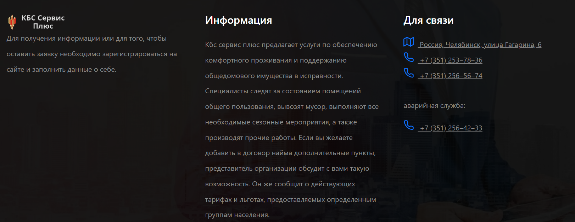 КБС Сервис
Плюс
Для получения информации или для того, чтобы
оставить заявку необходимо зарегистрироваться на
сайте и заполнить данные о себе.
Информация
Кбс сервис плюс предлагает услуги по обеспечению
комфортного проживания и поддержанию
общедомового имущества в исправности.
Специалисты следят за состоянием помещений
общего пользования, вывозят мусор, выполняют все
необходимые сезонные мероприятия, а также
производят прочие работы. Если вы желаете
добавить в договор найма дополнительные пункты,
представитель организации обсудит с вами такую
возможность. Он же сообщит о действующих
тарифах и льготах, предоставляемых определенным
группам населения.
Для связи
Россия, Челябинск, улица Гагарина, 6
+7 (351) 253‒78‒36
+7 (351) 256‒56‒74
аварийная служба:
+7 (351) 256‒42‒33